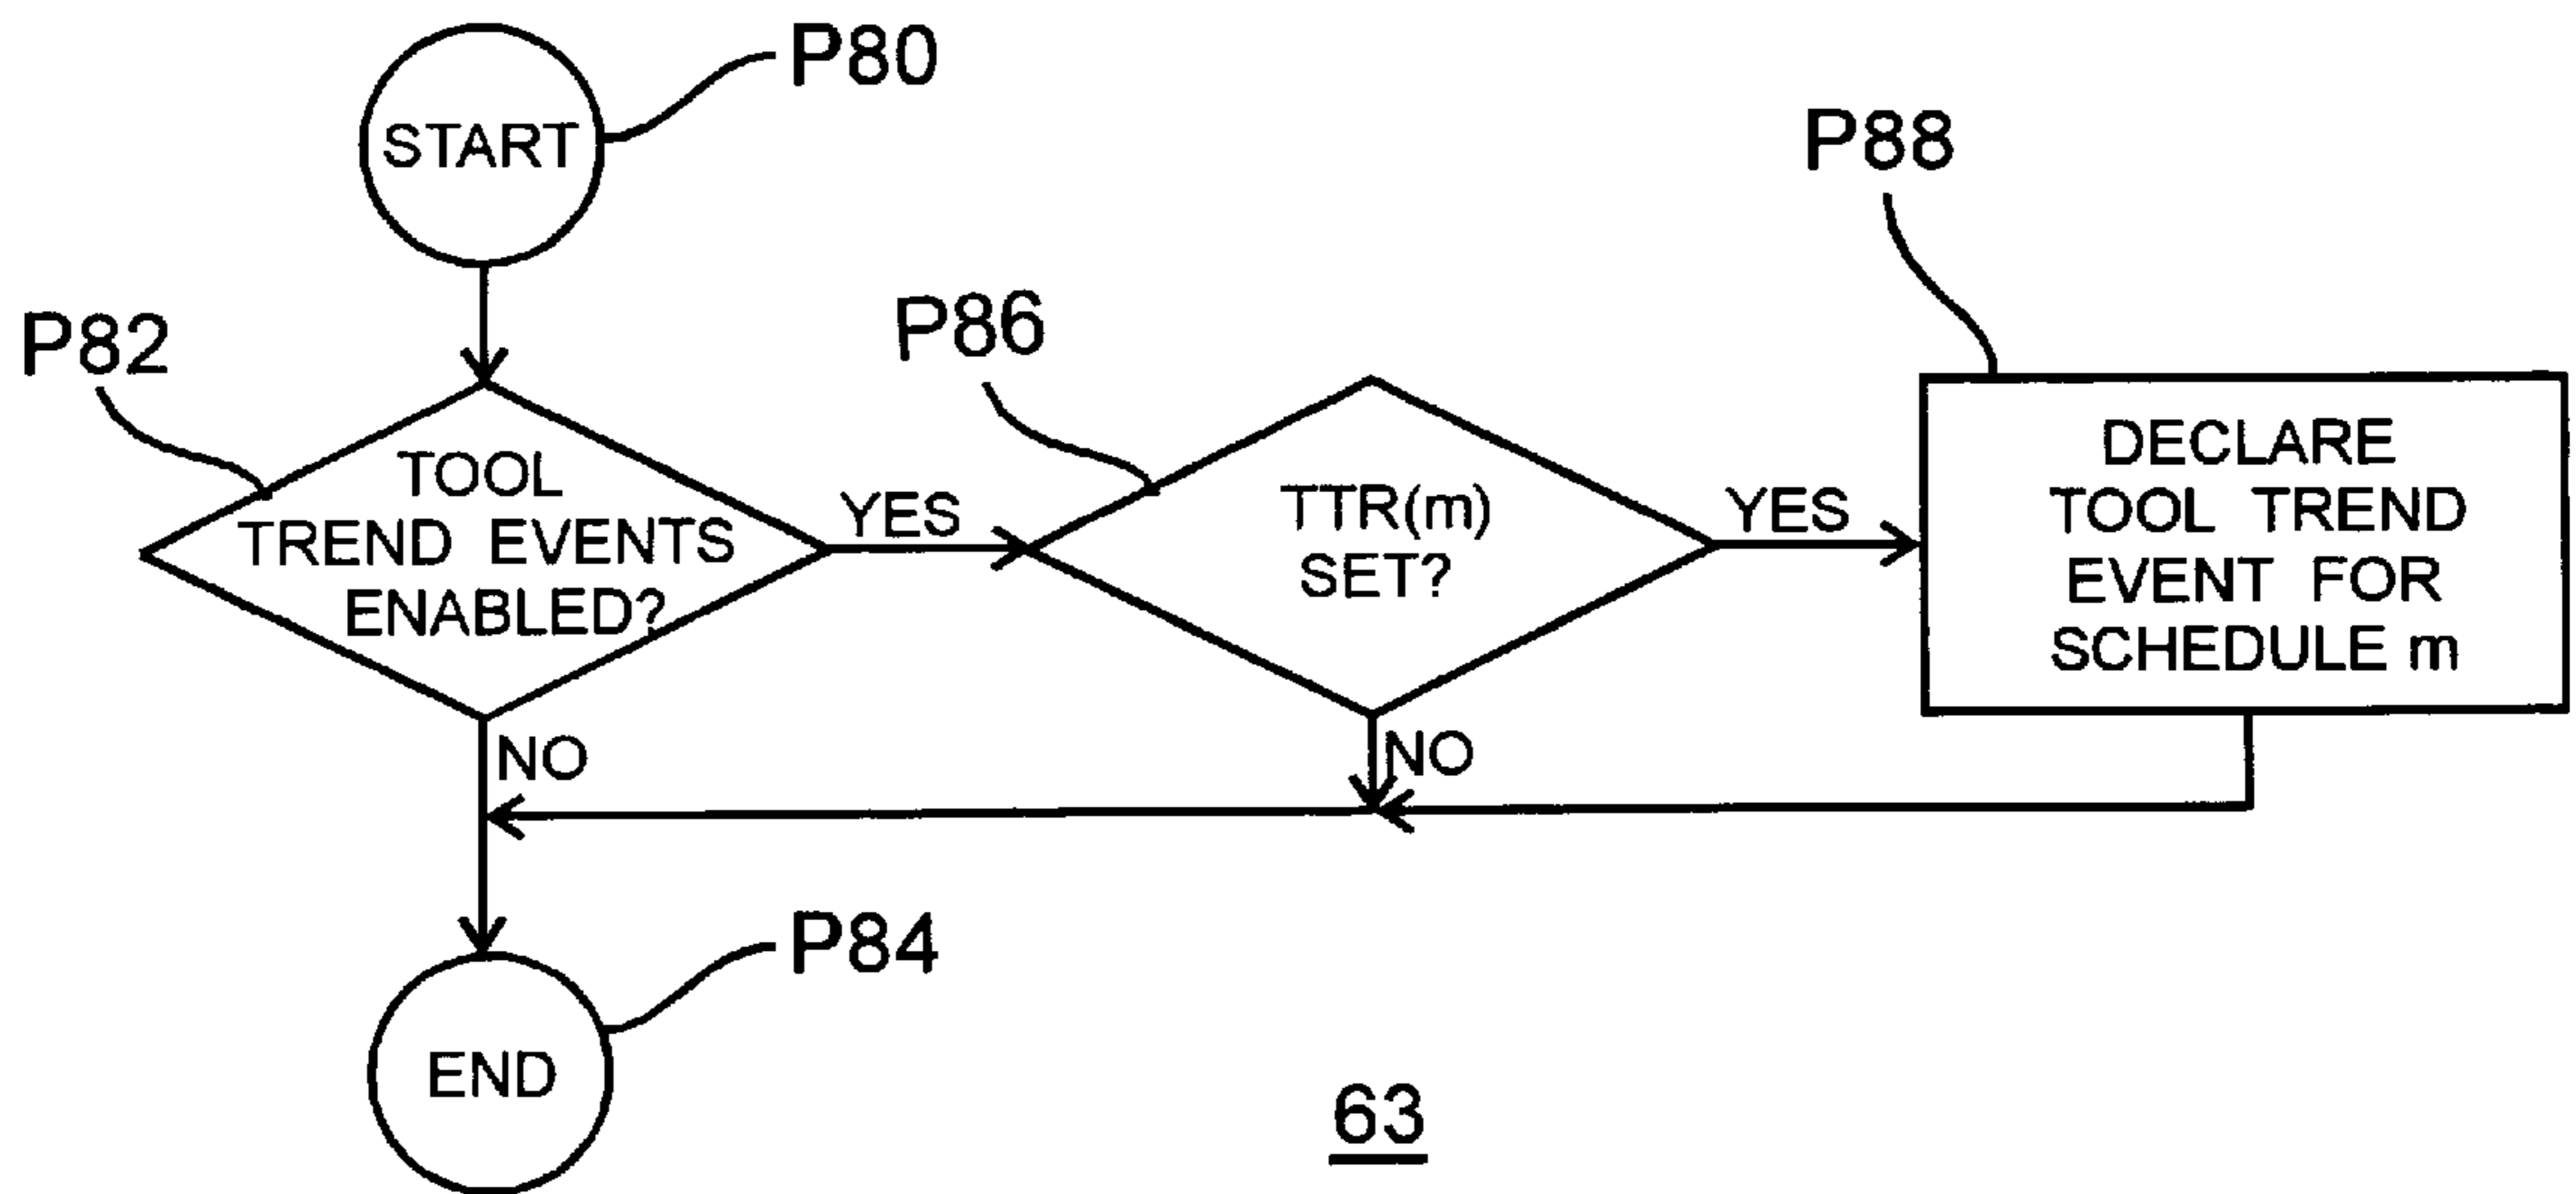 P80
START
P88
P82
P86
TOOL
TREND EVENTS
ENABLED?
YES
TTR(m)
SET?
YES
DECLARE
TOOL TREND
EVENT FOR
SCHEDULE m
NO
NO
P84
END
63